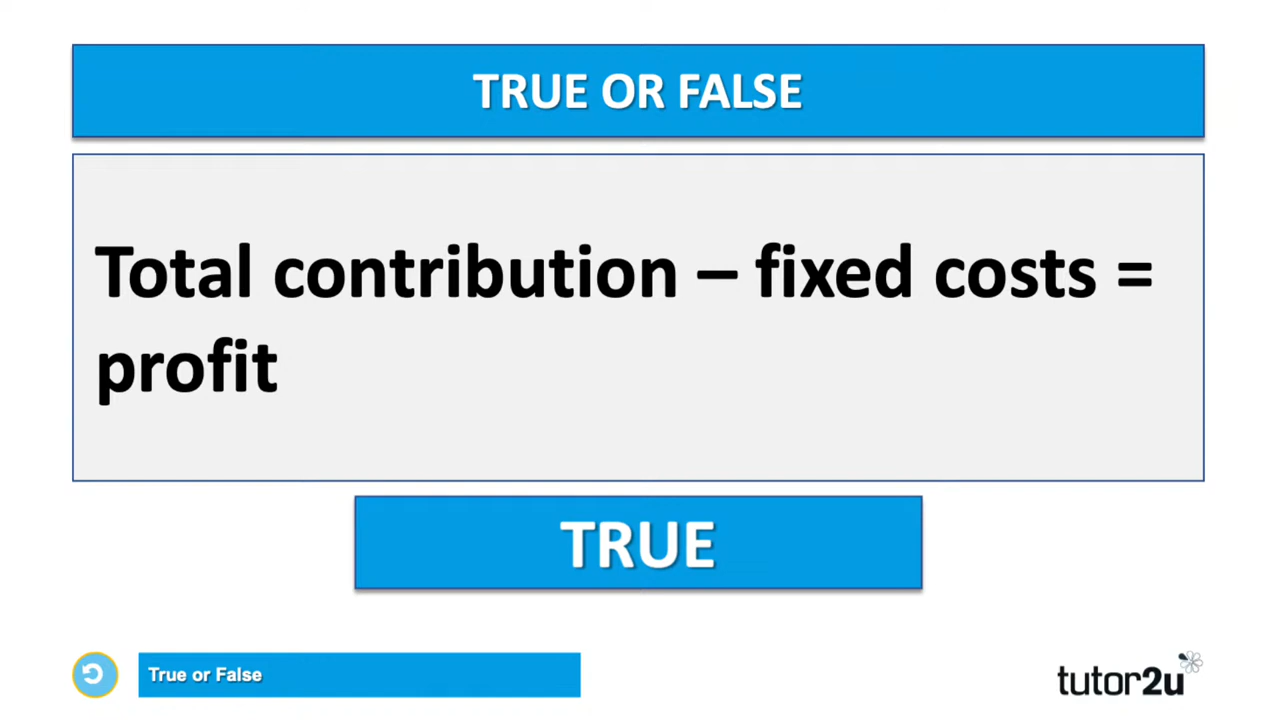 TRUE OR FALSE
Total contribution – fixed costs =
profit
TRUE
True or False
tutor2u